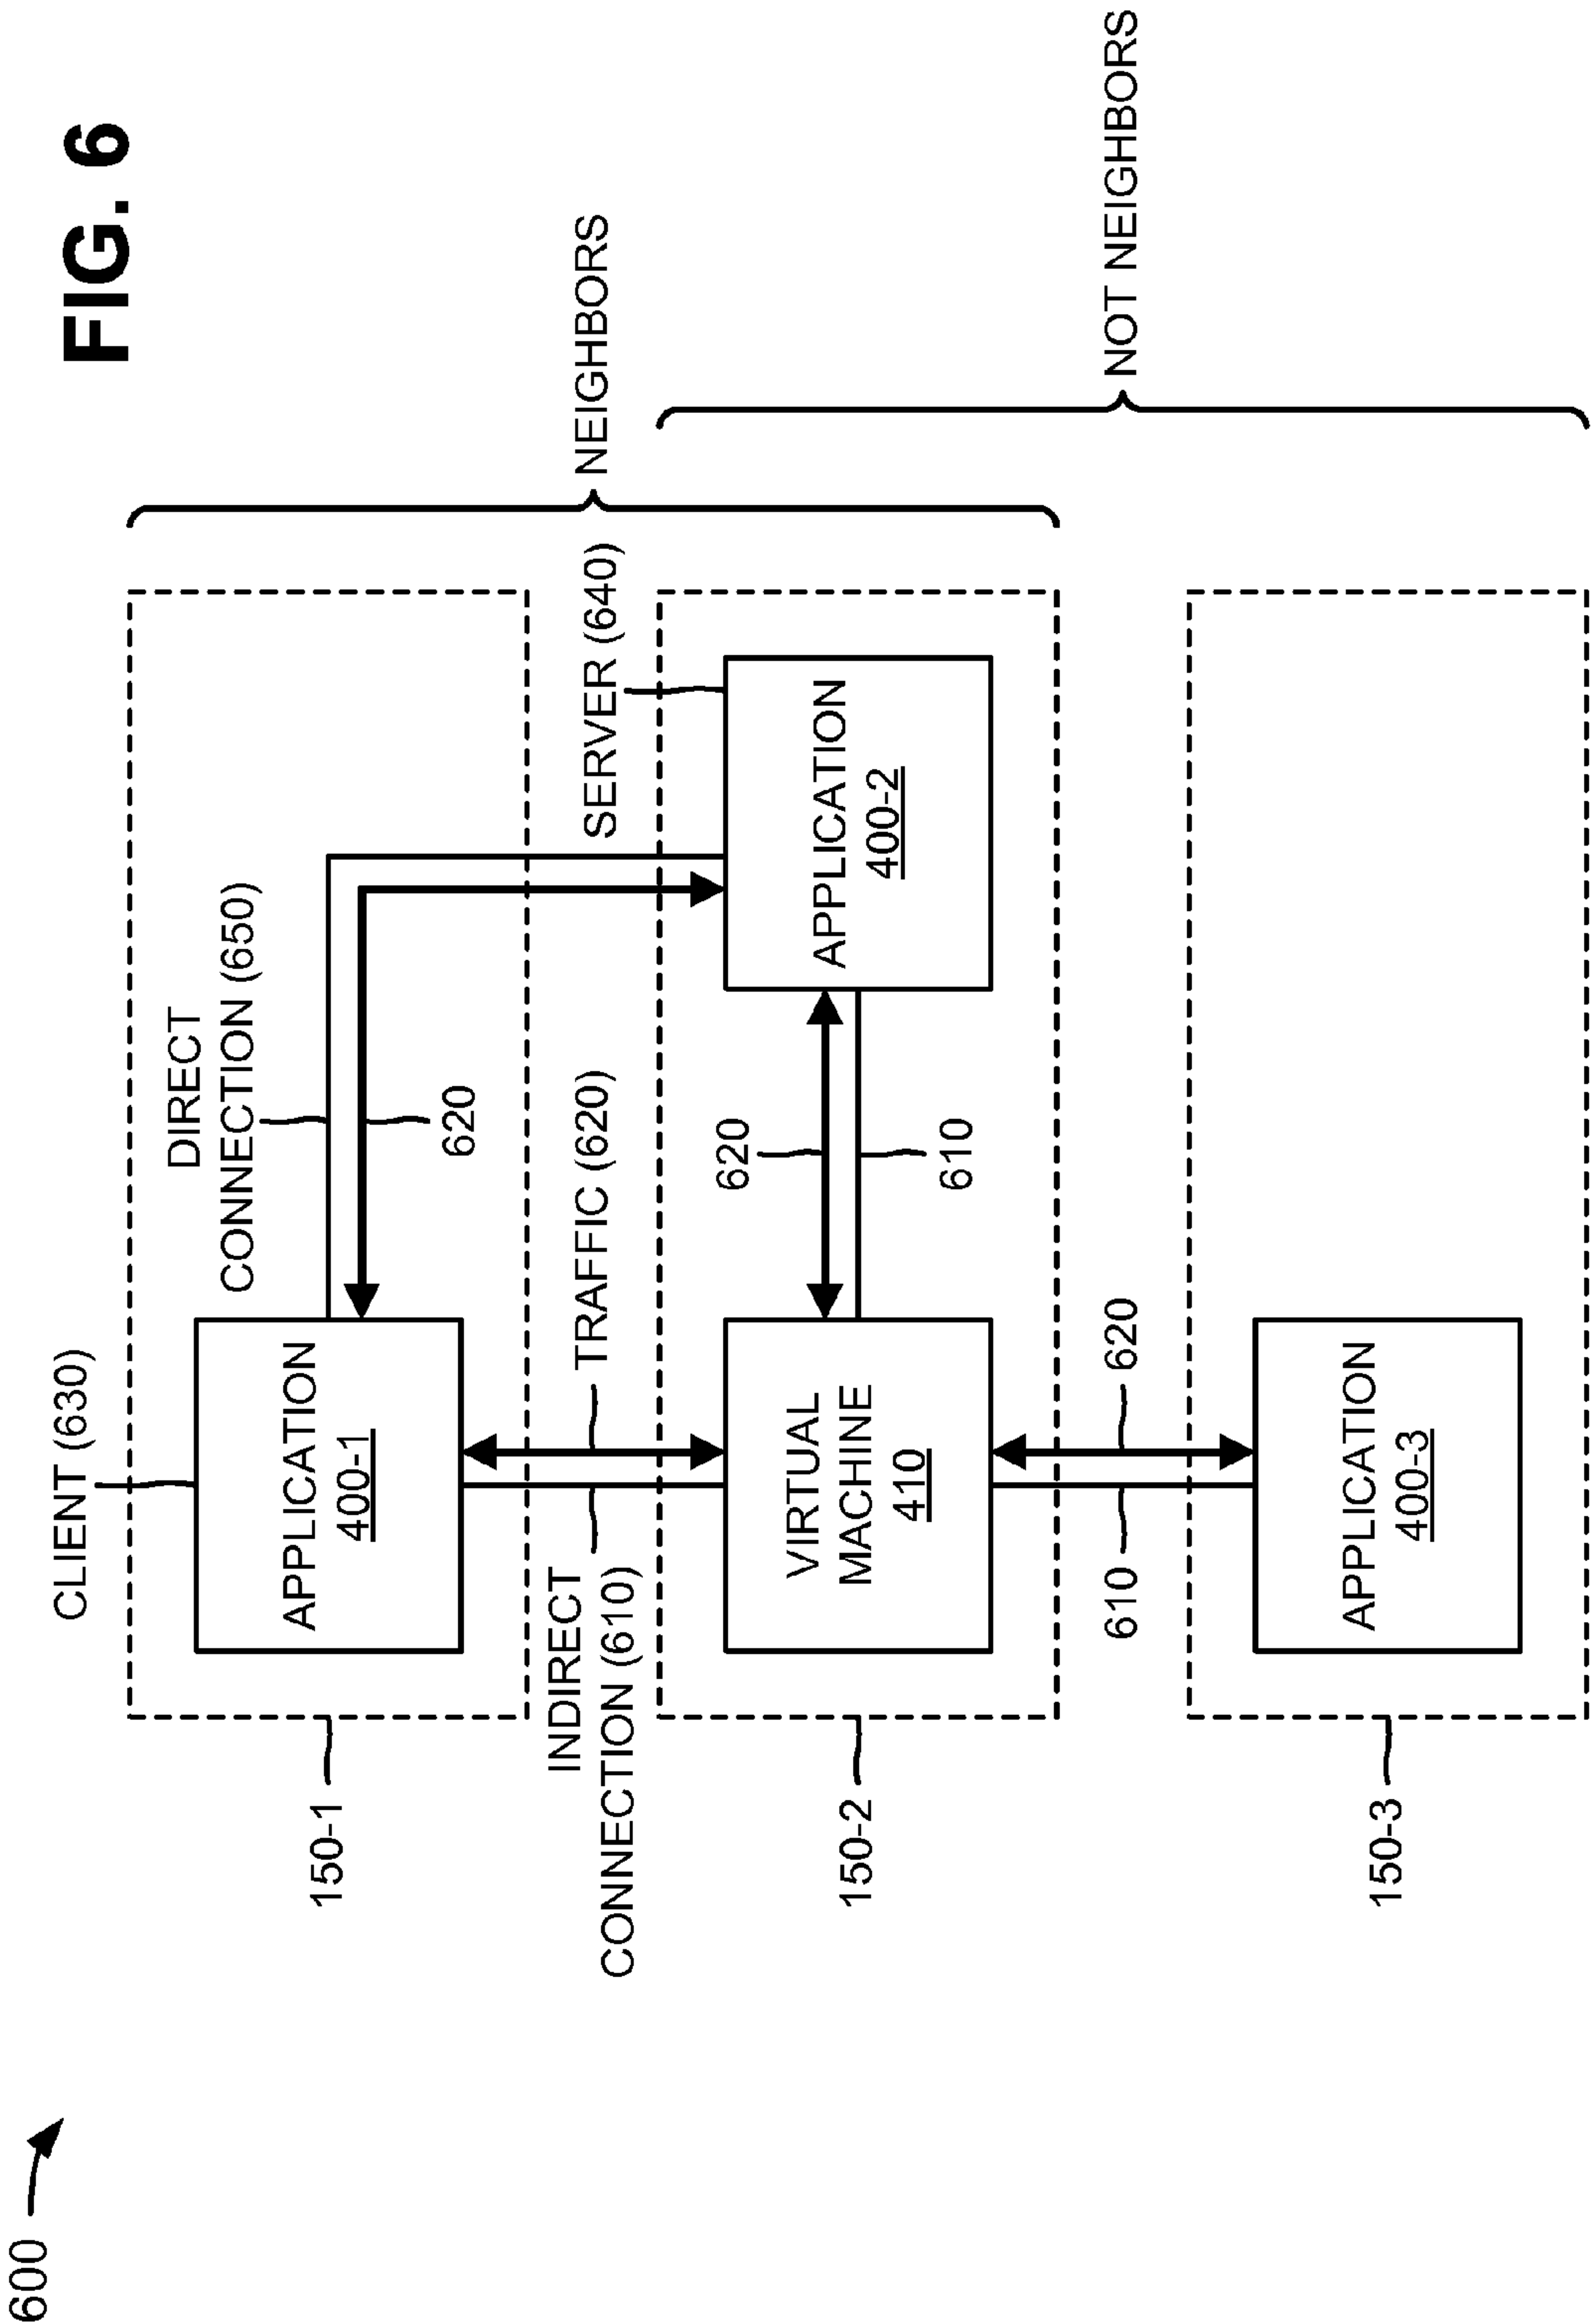 FIG. 6
600
CLIENT (630)
150-1
APPLICATION
400-1
DIRECT
CONNECTION (650)
620
NEIGHBORS
INDIRECT
CONNECTION (610)
TRAFFIC (620)
SERVER (640)
150-2
VIRTUAL
MACHINE
410
620
610
APPLICATION
400-2
NOT NEIGHBORS
610
620
150-3
APPLICATION
400-3